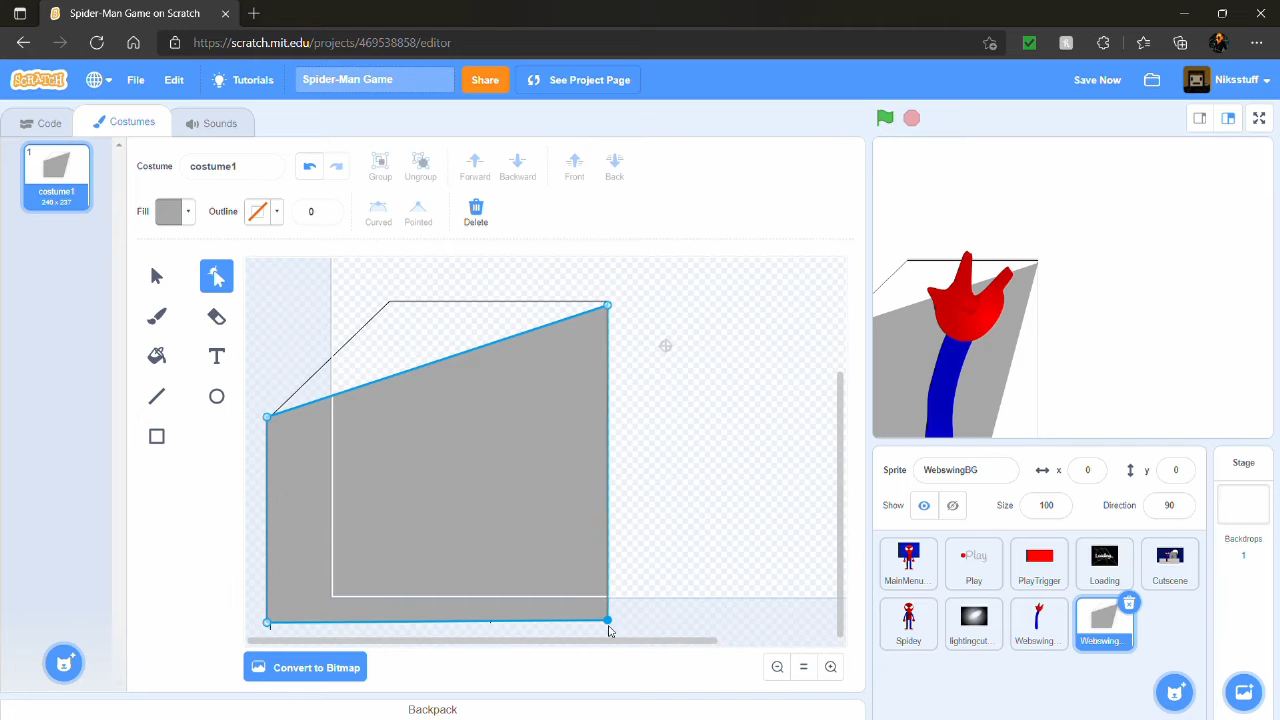 Spider-Man Game on Scratch
https://scratch.mit.edu/projects/469538858/editor
SCRATCH
File
Edit
Tutorials
Spider-Man Game
Share
See Project Page
Save Now
Niksstuff
Code
Costumes
Sounds
1
costume1
246 x 237
Costume
costume1
Group
Ungroup
Forward
Backward
Front
Back
Fill
Outline
0
Curved
Pointed
Delete
T
Convert to Bitmap
Backpack
Sprite
WebswingBG
x
0
y
0
Show
Size
100
Direction
90
Stage
Backdrops
1
MainMenu...
Play
Play
PlayTrigger
Loading...
Loading
Cutscene
Spidey
lightingcut...
Webswing...
Webswing...